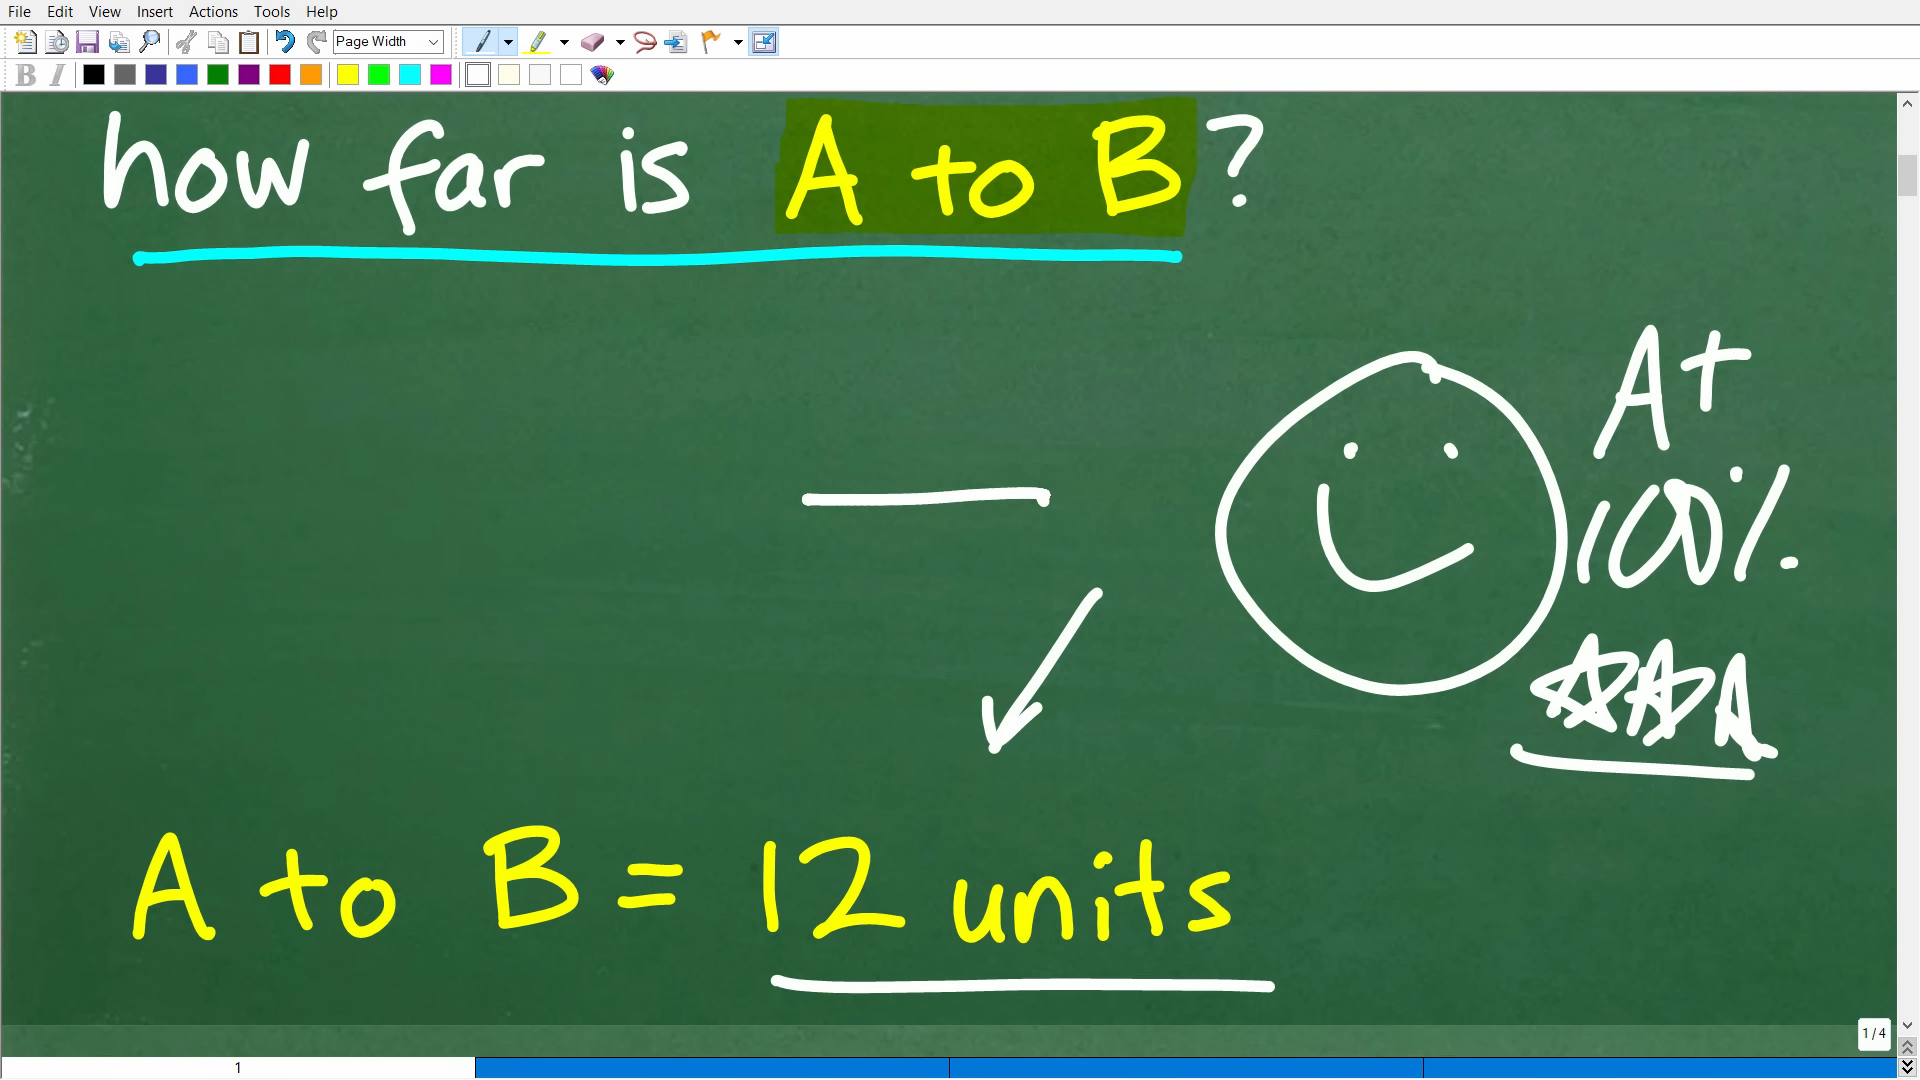 File Edit View Insert Actions Tools Help
Page Width
B I
how far is A to B?
A+
100%
A to B = 12 units
1 / 4
1